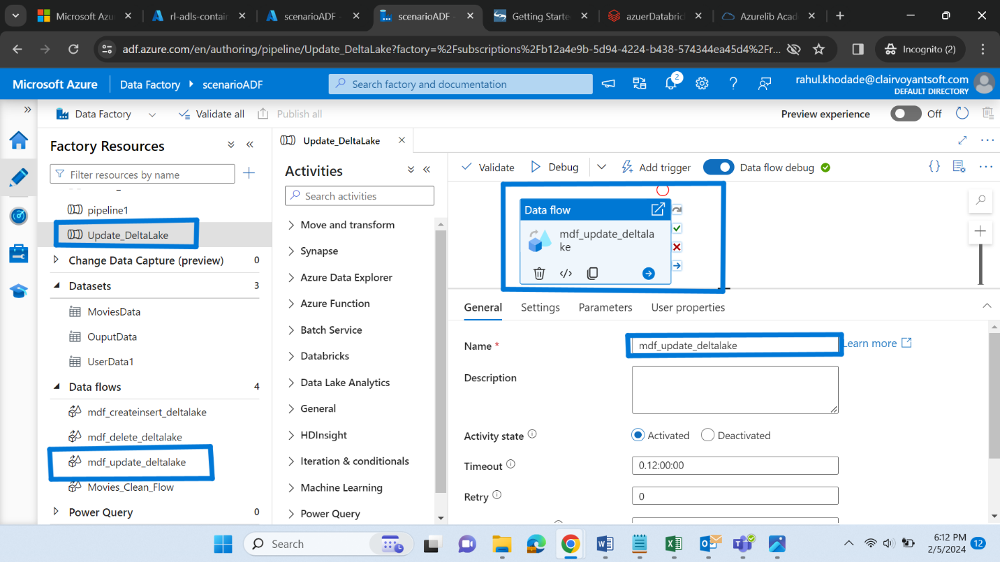 Microsoft Azu
rl-adls-contain
scenarioADF -
scenarioADF -
Getting Starte
azuerDatabric
Azurelib Acad
adf.azure.com/en/authoring/pipeline/Update_DeltaLake?factory=%2Fsubscriptions%2Fb12a4e9b-5d94-4224-b438-574344ea45d4%2Fr...
Incognito (2)
Microsoft Azure
Data Factory
scenarioADF
Search factory and documentation
2
rahul.khodade@clairvoyantsoft.com
DEFAULT DIRECTORY
Data Factory
Validate all
Publish all
Preview experience
Off
Factory Resources
Filter resources by name
pipeline1
Update_DeltaLake
Change Data Capture (preview) 0
Datasets 3
MoviesData
OuputData
UserData1
Data flows 4
mdf_createinsert_deltalake
mdf_delete_deltalake
mdf_update_deltalake
Movies_Clean_Flow
Power Query 0
Update_DeltaLake
Activities
Search activities
Move and transform
Synapse
Azure Data Explorer
Azure Function
Batch Service
Databricks
Data Lake Analytics
General
HDInsight
Iteration & conditionals
Machine Learning
Power Query
Validate
Debug
Add trigger
Data flow debug
Data flow
mdf_update_deltala
ke
General
Settings
Parameters
User properties
Name *
mdf_update_deltalake
Learn more
Description
Activity state
Activated
Deactivated
Timeout
0.12:00:00
Retry
0
Search
6:12 PM
2/5/2024
12